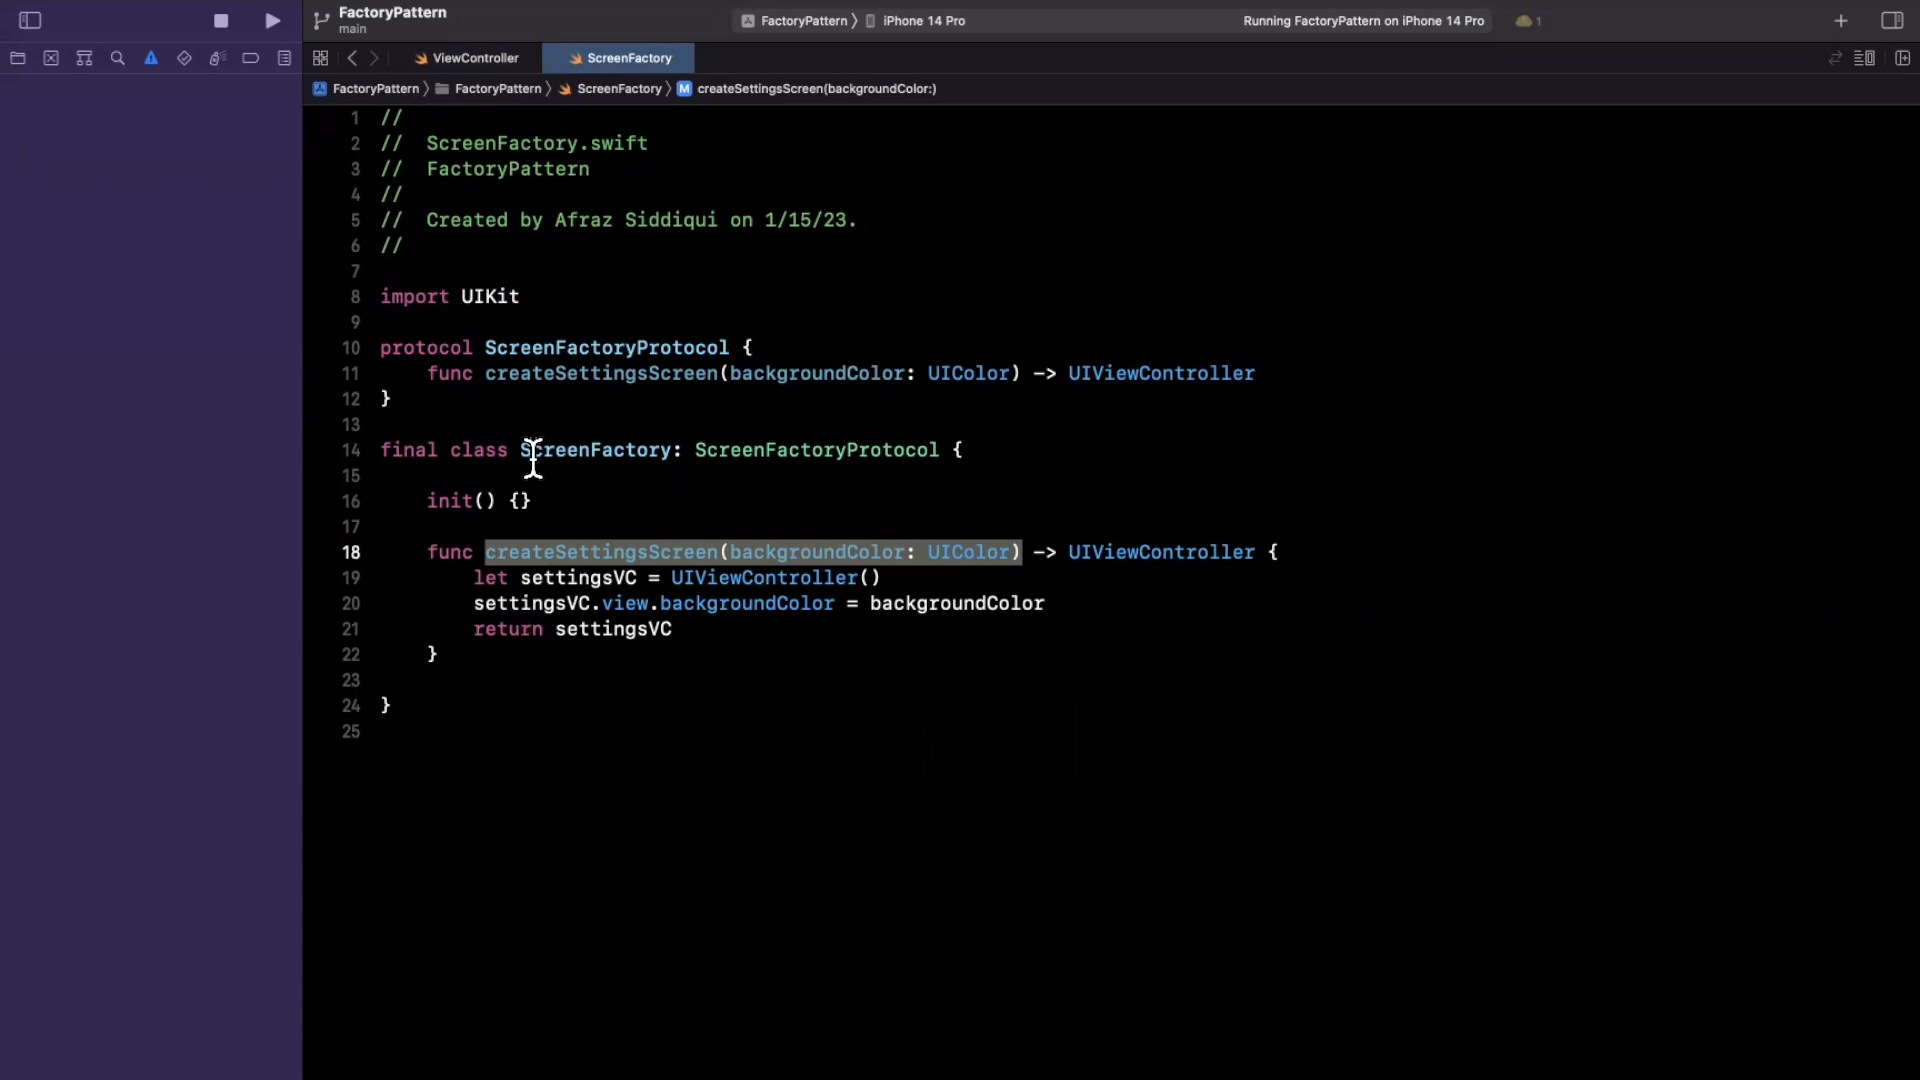 FactoryPattern
main
FactoryPattern 〉 iPhone 14 Pro
Running FactoryPattern on iPhone 14 Pro
1
ViewController
ScreenFactory
FactoryPattern 〉 FactoryPattern 〉 ScreenFactory 〉 M createSettingsScreen(backgroundColor:)
1 //
2 //  ScreenFactory.swift
3 //  FactoryPattern
4 //
5 //  Created by Afraz Siddiqui on 1/15/23.
6 //
7
8 import UIKit
9
10 protocol ScreenFactoryProtocol {
11     func createSettingsScreen(backgroundColor: UIColor) -> UIViewController
12 }
13
14 final class ScreenFactory: ScreenFactoryProtocol {
15
16     init() {}
17
18     func createSettingsScreen(backgroundColor: UIColor) -> UIViewController {
19         let settingsVC = UIViewController()
20         settingsVC.view.backgroundColor = backgroundColor
21         return settingsVC
22     }
23
24 }
25